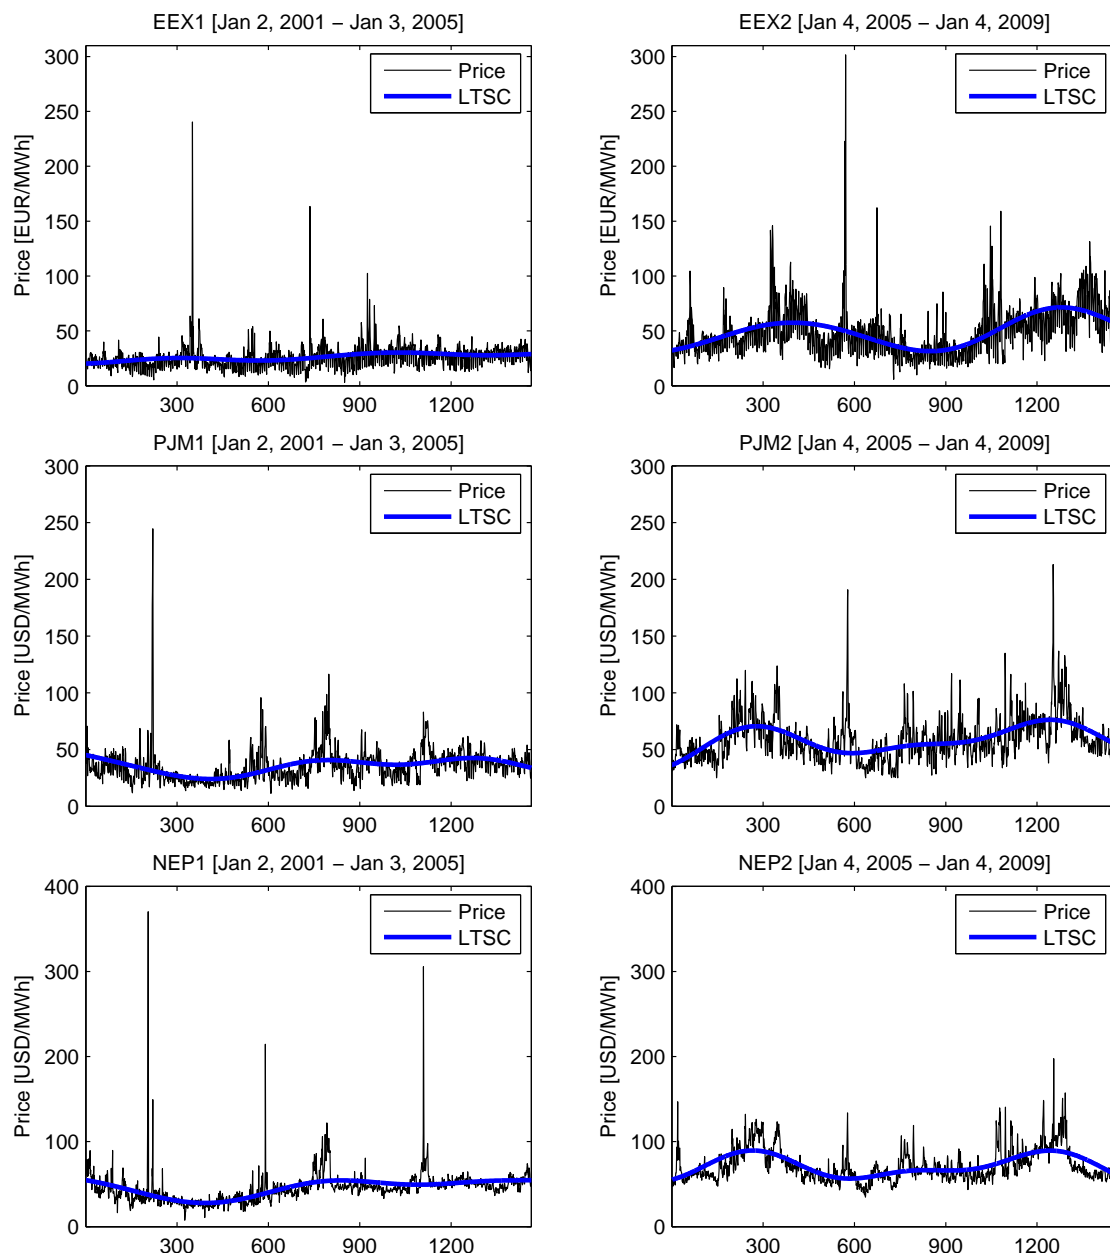 EEX1 [Jan 2, 2001 − Jan 3, 2005]
Price [EUR/MWh]
300
250
200
150
100
50
0
300 600 900 1200
Price
LTSC
EEX2 [Jan 4, 2005 − Jan 4, 2009]
Price [EUR/MWh]
300
250
200
150
100
50
0
300 600 900 1200
Price
LTSC
PJM1 [Jan 2, 2001 − Jan 3, 2005]
Price [USD/MWh]
300
250
200
150
100
50
0
300 600 900 1200
Price
LTSC
PJM2 [Jan 4, 2005 − Jan 4, 2009]
Price [USD/MWh]
300
250
200
150
100
50
0
300 600 900 1200
Price
LTSC
NEP1 [Jan 2, 2001 − Jan 3, 2005]
Price [USD/MWh]
400
300
200
100
0
300 600 900 1200
Price
LTSC
NEP2 [Jan 4, 2005 − Jan 4, 2009]
Price [USD/MWh]
400
300
200
100
0
300 600 900 1200
Price
LTSC